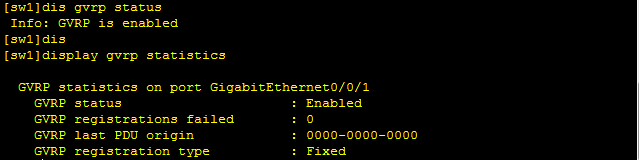 [sw1]dis gvrp status
Info: GVRP is enabled
[sw1]dis
[sw1]display gvrp statistics
GVRP statistics on port GigabitEthernet0/0/1
GVRP status : Enabled
GVRP registrations failed : 0
GVRP last PDU origin : 0000-0000-0000
GVRP registration type : Fixed